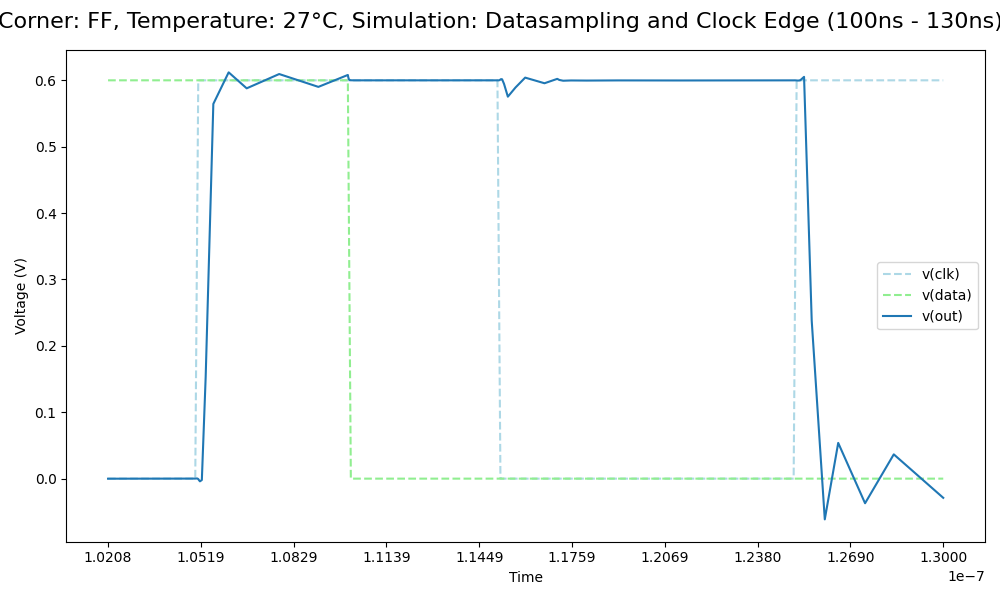 Corner: FF, Temperature: 27°C, Simulation: Datasampling and Clock Edge (100ns - 130ns)
0.6
0.5
0.4
0.3
0.2
0.1
0.0
Voltage (V)
v(clk)
v(data)
v(out)
1.0208 1.0519 1.0829 1.1139 1.1449 1.1759 1.2069 1.2380 1.2690 1.3000
1e−7
Time